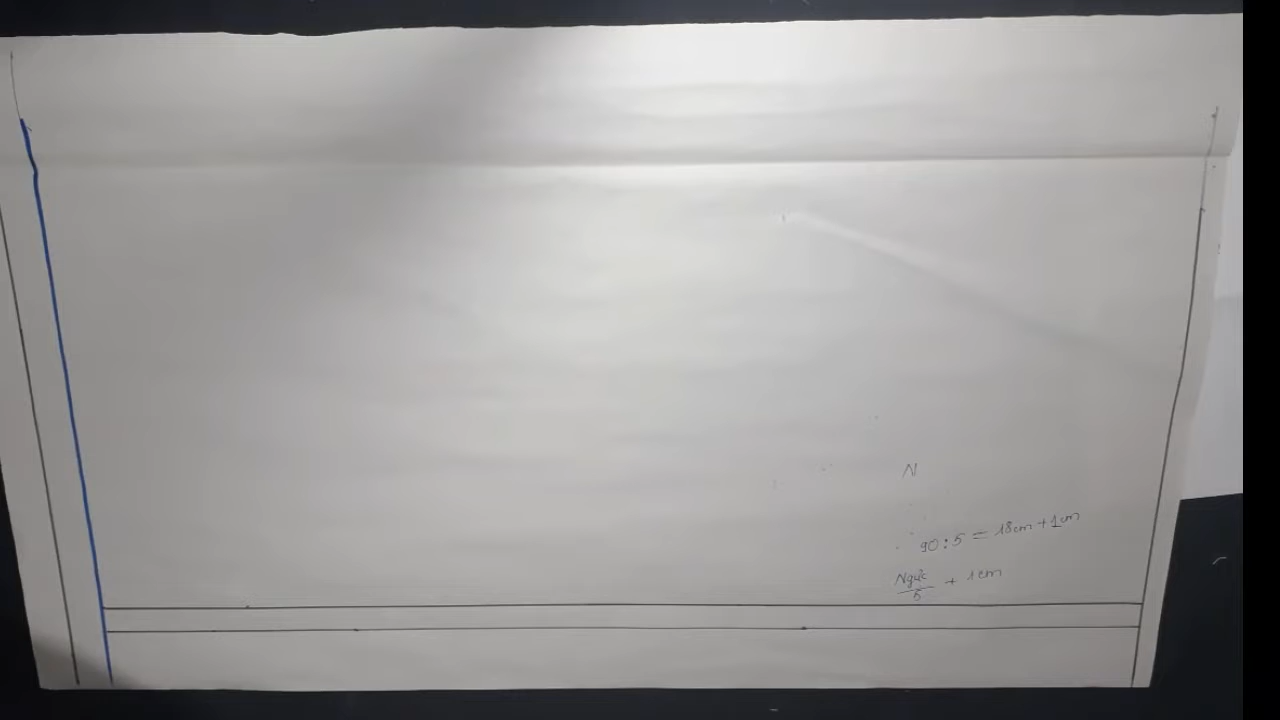 N
90 : 5 = 18cm + 1cm
Ngực/5 + 1cm